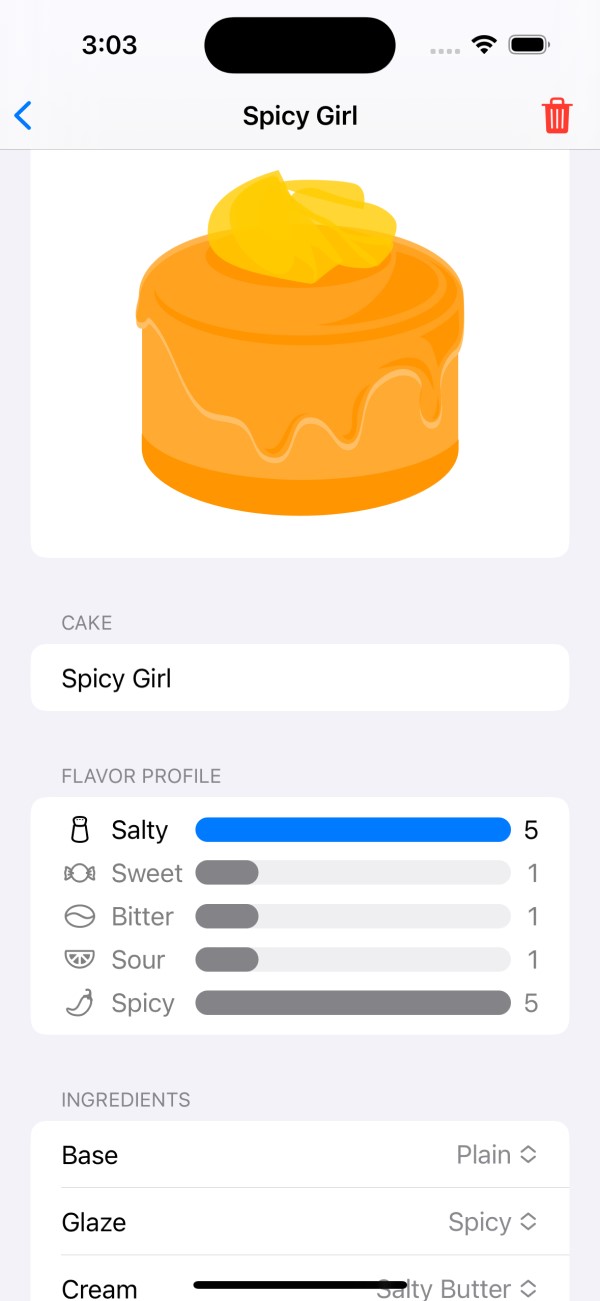 3:03
Spicy Girl
CAKE
Spicy Girl
FLAVOR PROFILE
Salty 5
Sweet 1
Bitter 1
Sour 1
Spicy 5
INGREDIENTS
Base Plain
Glaze Spicy
Cream Salty Butter